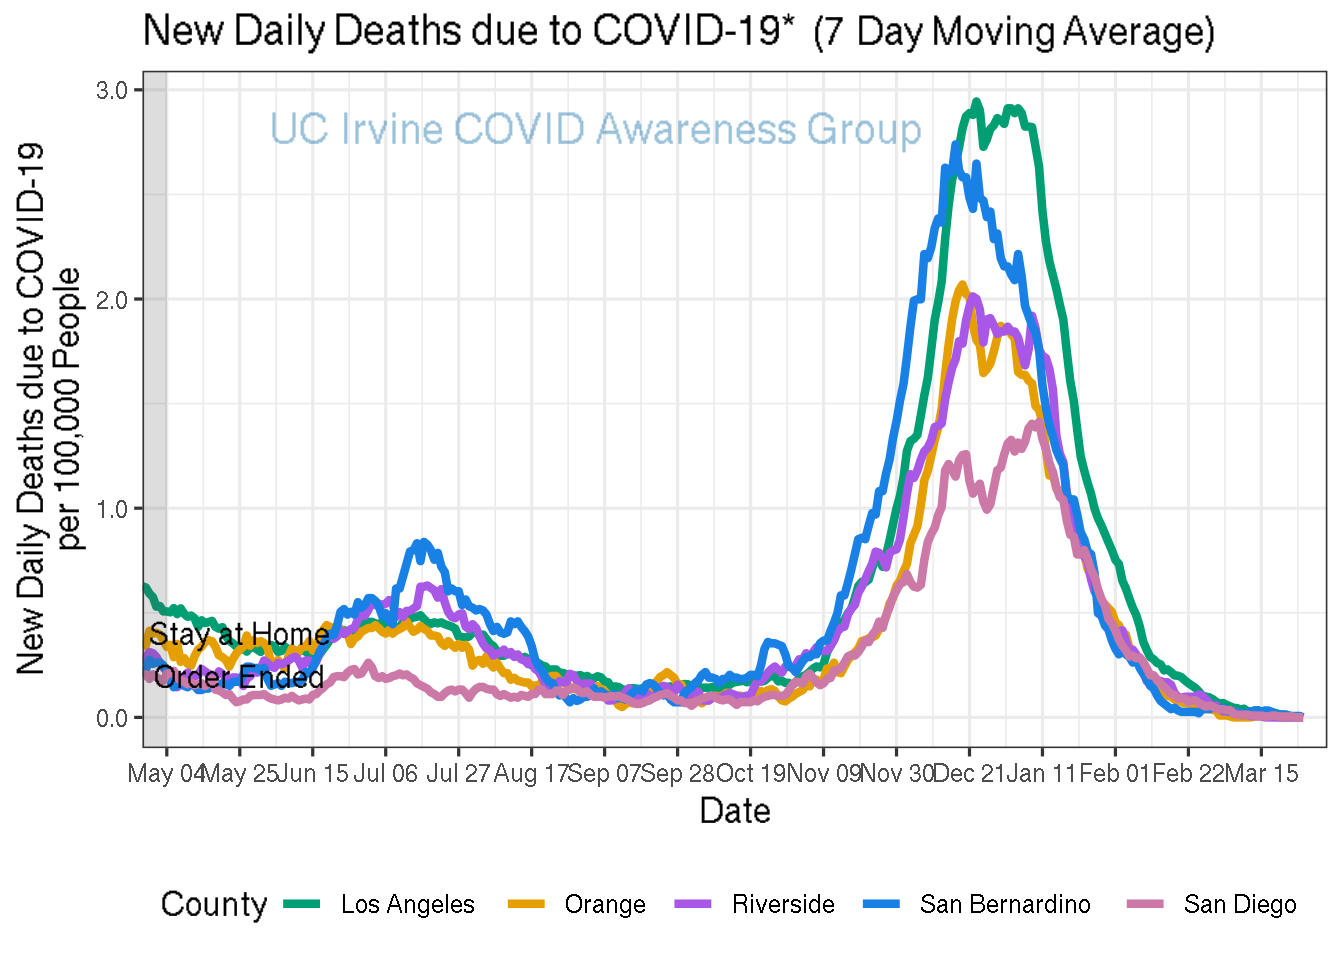 New Daily Deaths due to COVID-19* (7 Day Moving Average)
New Daily Deaths due to COVID-19
per 100,000 People
3.0
2.0
1.0
0.0
UC Irvine COVID Awareness Group
Stay at Home
Order Ended
May 04 May 25 Jun 15 Jul 06 Jul 27 Aug 17 Sep 07 Sep 28 Oct 19 Nov 09 Nov 30 Dec 21 Jan 11 Feb 01 Feb 22 Mar 15
Date
County Los Angeles Orange Riverside San Bernardino San Diego